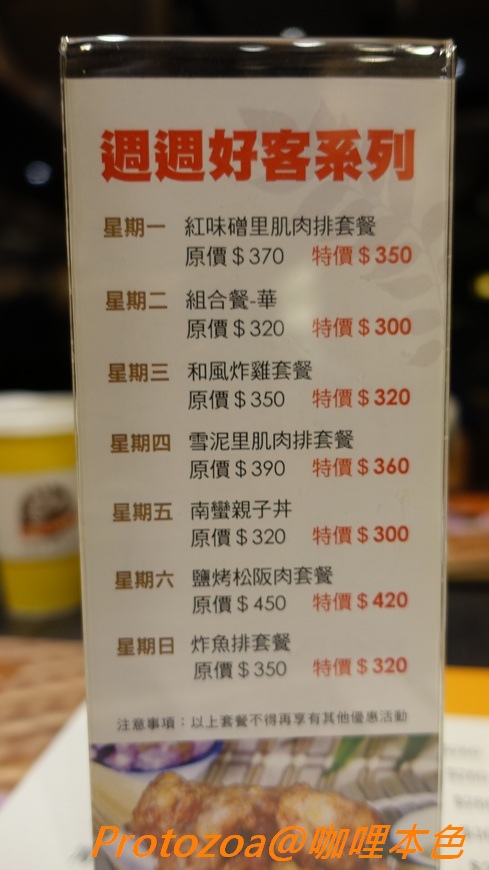 週週好客系列
星期一 紅味磳里肌肉排套餐
原價$370 特價$350
星期二 組合餐-華
原價$320 特價$300
星期三 和風炸雞套餐
原價$350 特價$320
星期四 雪泥里肌肉排套餐
原價$390 特價$360
星期五 南蠻親子丼
原價$320 特價$300
星期六 鹽烤松阪肉套餐
原價$450 特價$420
星期日 炸魚排套餐
原價$350 特價$320
注意事項：以上套餐不得再享有其他優惠活動
Protozoa@咖哩本色